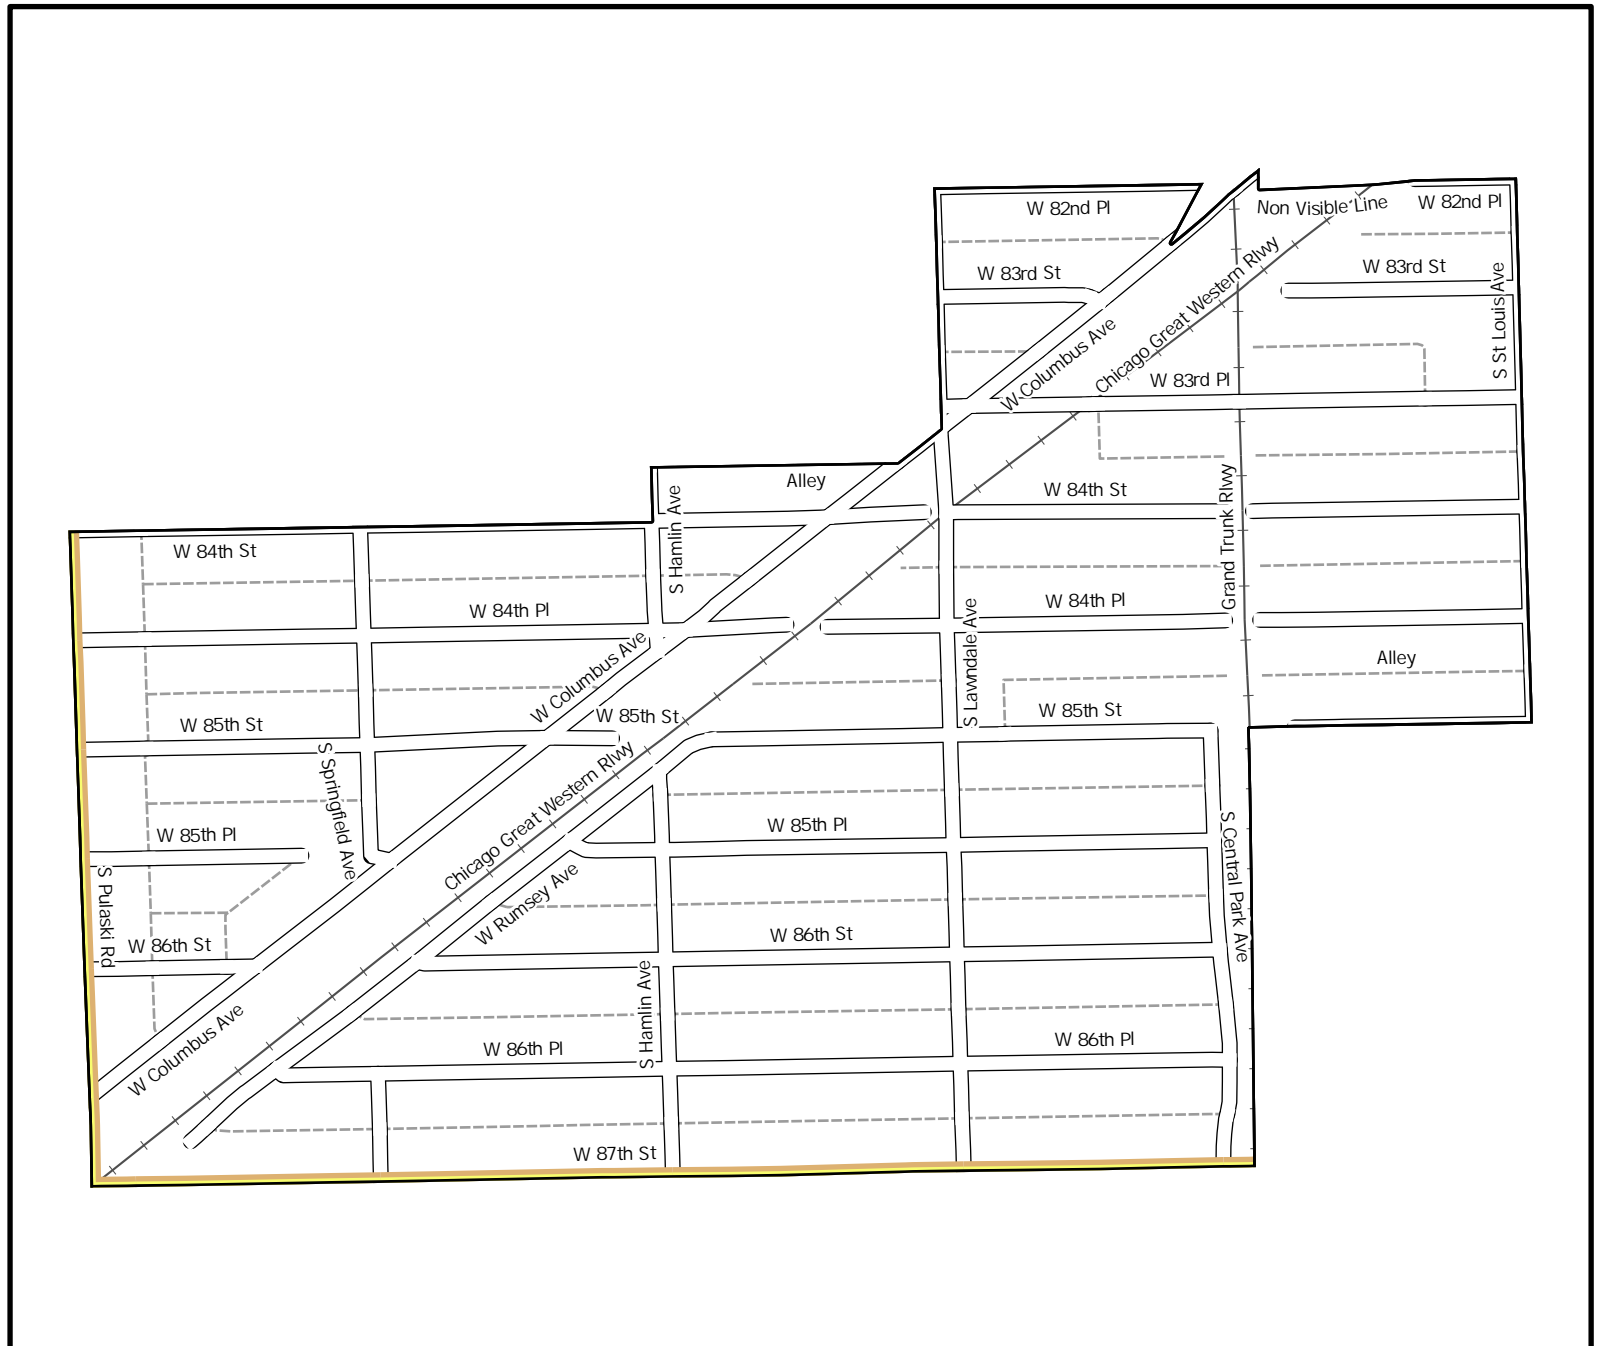 W 82nd Pl
Non Visible Line
W 82nd Pl
W 83rd St
W 83rd St
S St Louis Ave
Chicago Great Western Rlwy
W Columbus Ave
W 83rd Pl
Alley
W 84th St
S Hamlin Ave
Grand Trunk Rlwy
W 84th St
W 84th Pl
W 84th Pl
S Lawndale Ave
Alley
W Columbus Ave
W 85th St
W 85th St
W 85th St
S Springfield Ave
Chicago Great Western Rlwy
W 85th Pl
W 85th Pl
S Central Park Ave
S Pulaski Rd
W Rumsey Ave
W 86th St
W 86th St
S Hamlin Ave
W Columbus Ave
W 86th Pl
W 86th Pl
W 87th St